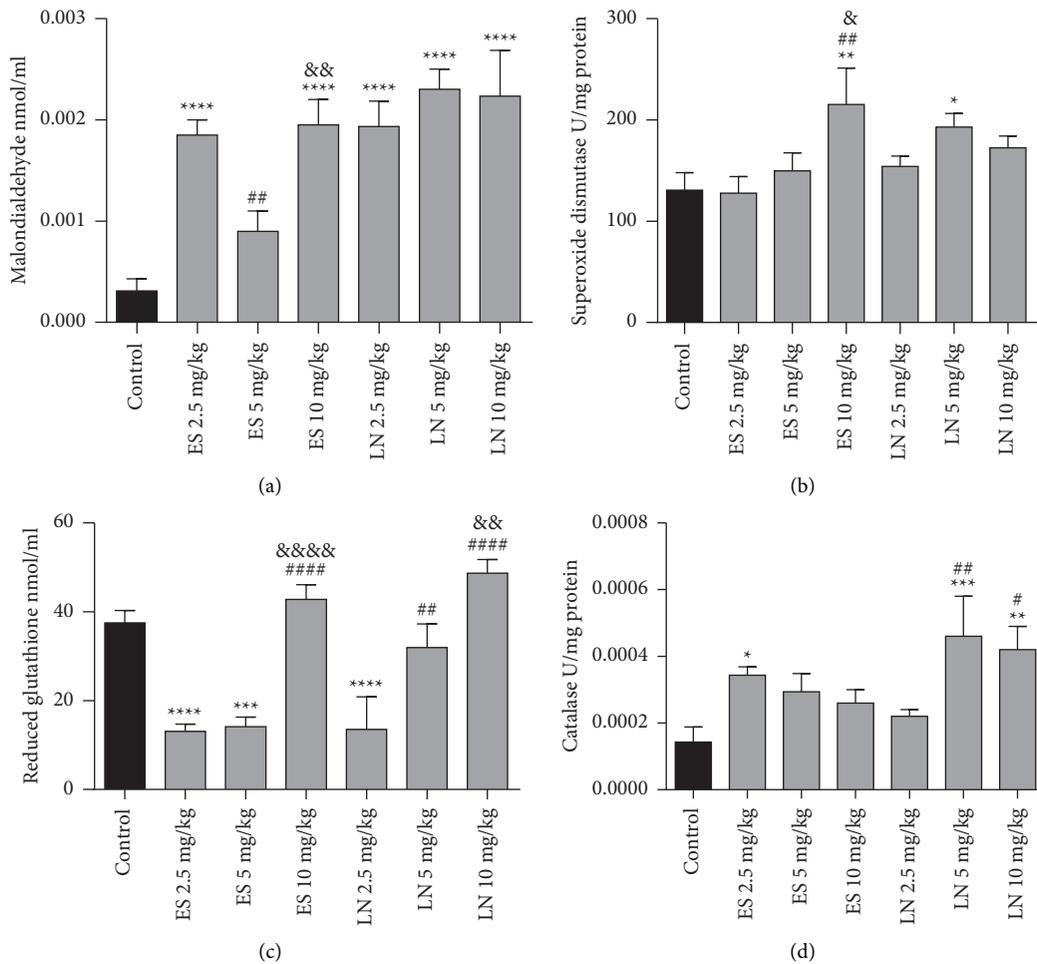 Malondialdehyde nmol/ml
0.003
0.002
0.001
0.000
****
##
&&
****
****
****
****
Control
ES 2.5 mg/kg
ES 5 mg/kg
ES 10 mg/kg
LN 2.5 mg/kg
LN 5 mg/kg
LN 10 mg/kg
(a)
Superoxide dismutase U/mg protein
300
200
100
0
&
##
**
*
Control
ES 2.5 mg/kg
ES 5 mg/kg
ES 10 mg/kg
LN 2.5 mg/kg
LN 5 mg/kg
LN 10 mg/kg
(b)
Reduced glutathione nmol/ml
60
40
20
0
****
***
&&&&
####
****
##
&&
####
Control
ES 2.5 mg/kg
ES 5 mg/kg
ES 10 mg/kg
LN 2.5 mg/kg
LN 5 mg/kg
LN 10 mg/kg
(c)
Catalase U/mg protein
0.0008
0.0006
0.0004
0.0002
0.0000
*
##
***
#
**
Control
ES 2.5 mg/kg
ES 5 mg/kg
ES 10 mg/kg
LN 2.5 mg/kg
LN 5 mg/kg
LN 10 mg/kg
(d)